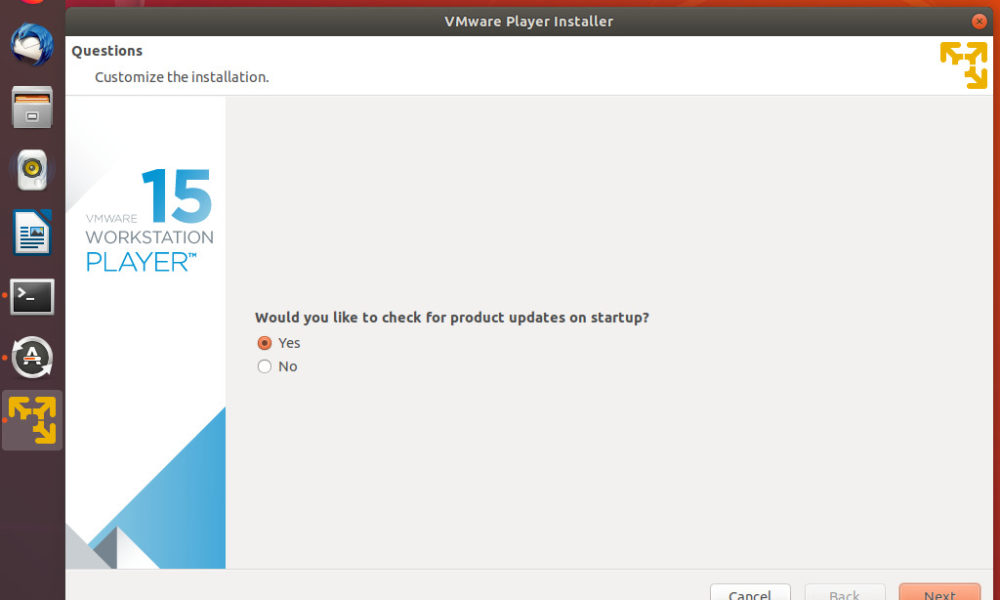 VMware Player Installer
Questions
Customize the installation.
15
VMWARE
WORKSTATION
PLAYER™
Would you like to check for product updates on startup?
Yes
No
Cancel
Back
Next